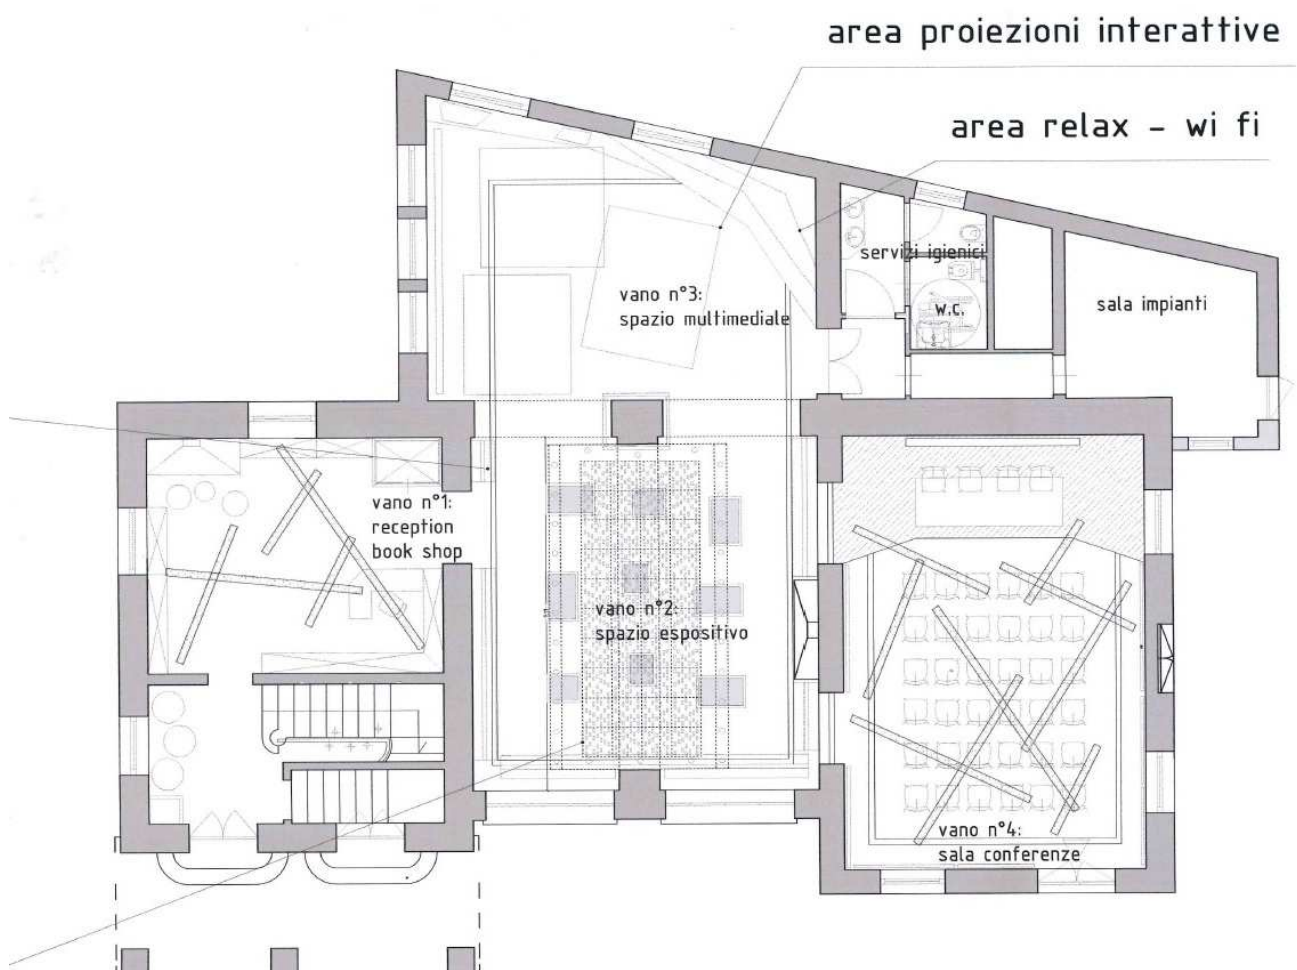 area proiezioni interattive
area relax - wi fi
servizi igienici
vano n°3:
spazio multimediale
w.c.
sala impianti
vano n°1:
reception
book shop
vano n°2:
spazio espositivo
vano n°4:
sala conferenze